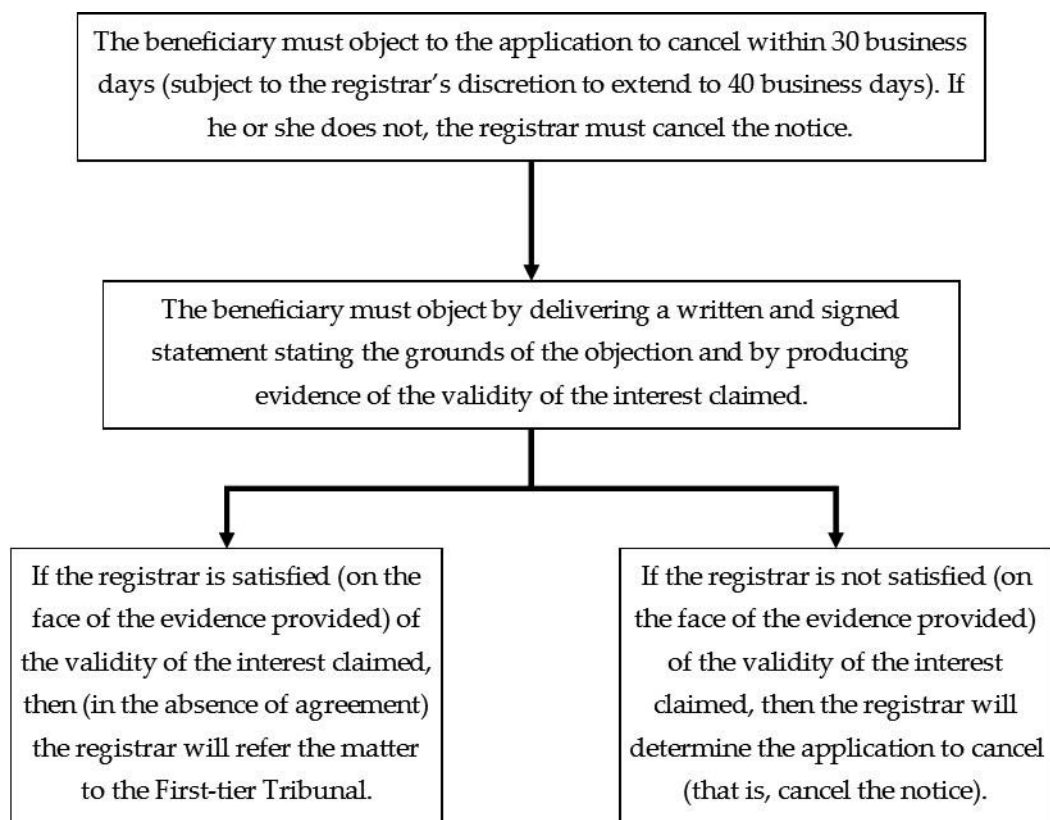 The beneficiary must object to the application to cancel within 30 business
days (subject to the registrar’s discretion to extend to 40 business days). If
he or she does not, the registrar must cancel the notice.
The beneficiary must object by delivering a written and signed
statement stating the grounds of the objection and by producing
evidence of the validity of the interest claimed.
If the registrar is satisfied (on the
face of the evidence provided) of
the validity of the interest claimed,
then (in the absence of agreement)
the registrar will refer the matter
to the First-tier Tribunal.
If the registrar is not satisfied (on
the face of the evidence provided)
of the validity of the interest
claimed, then the registrar will
determine the application to cancel
(that is, cancel the notice).